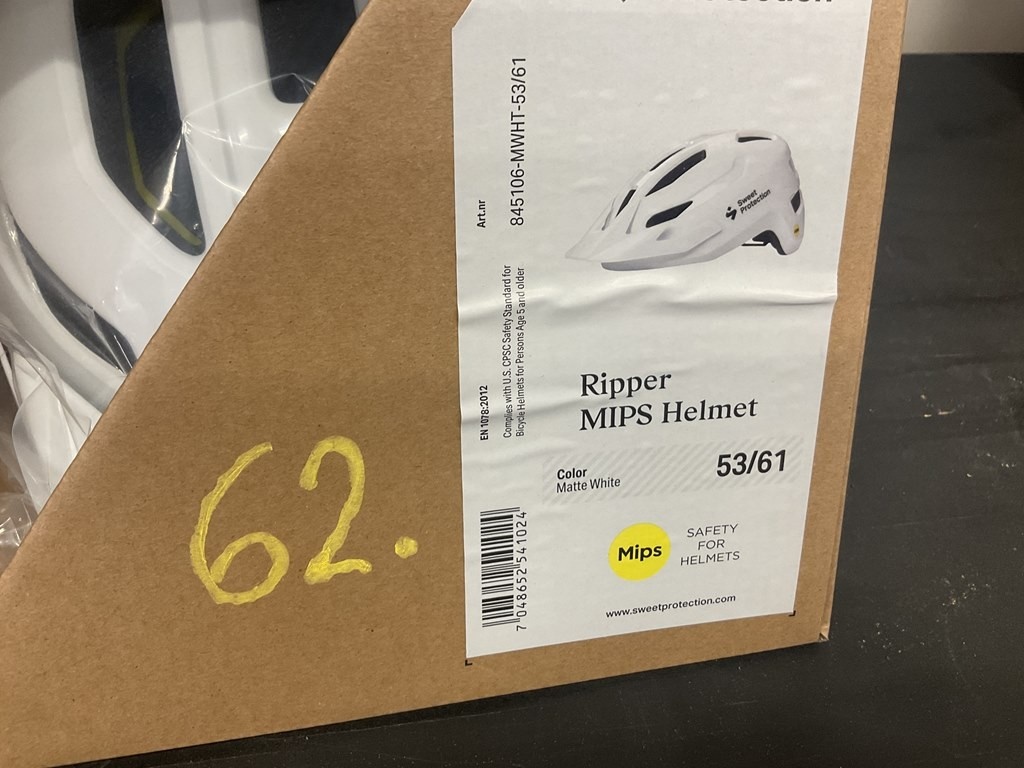 62.
Art.nr
845106-MWHT-53/61
EN 1078:2012
Complies with U.S. CPSC Safety Standard for
Bicycle Helmets for Persons Age 5 and older
Sweet
Protection
Ripper
MIPS Helmet
Color
Matte White
53/61
Mips
SAFETY
FOR
HELMETS
7 048652 541024
www.sweetprotection.com